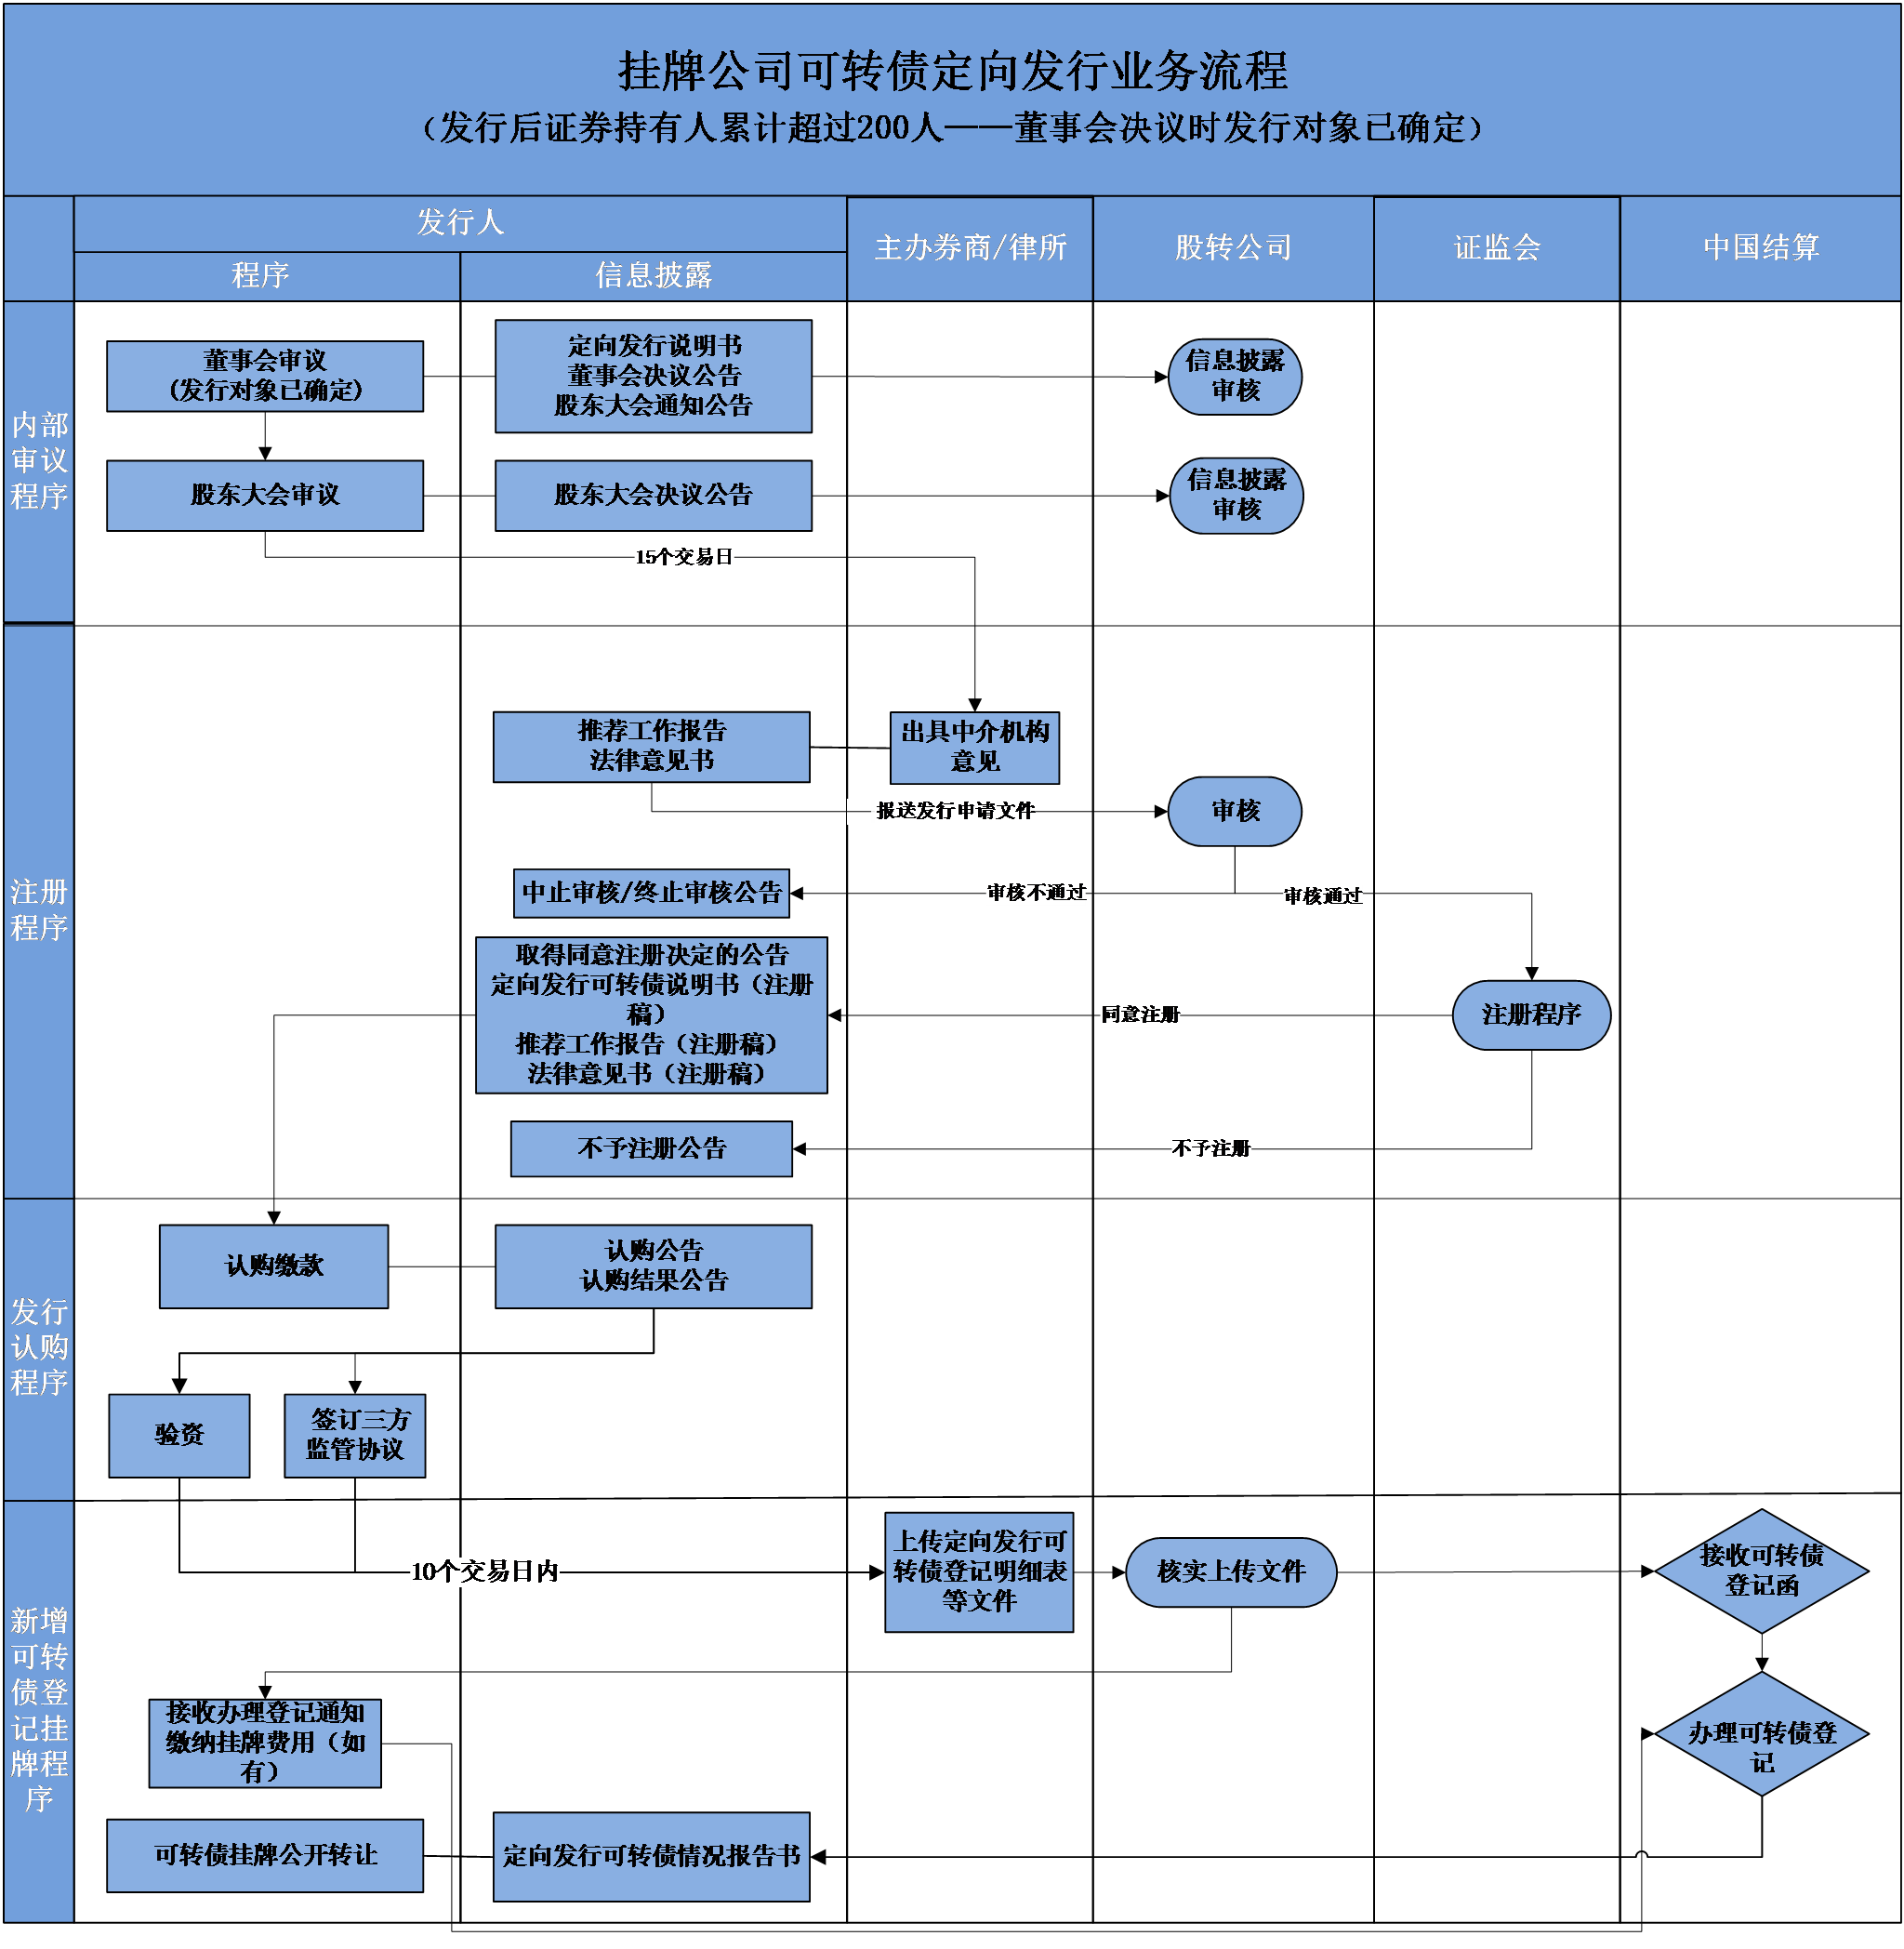 挂牌公司可转债定向发行业务流程
（发行后证券持有人累计超过200人——董事会决议时发行对象已确定）
发行人
主办券商/律所
股转公司
证监会
中国结算
程序
信息披露
内部
审议
程序
董事会审议
(发行对象已确定)
定向发行说明书
董事会决议公告
股东大会通知公告
信息披露
审核
股东大会审议
股东大会决议公告
信息披露
审核
15个交易日
注册
程序
推荐工作报告
法律意见书
出具中介机构
意见
报送发行申请文件
审核
中止审核/终止审核公告
审核不通过
审核通过
取得同意注册决定的公告
定向发行可转债说明书（注册
稿）
推荐工作报告（注册稿）
法律意见书（注册稿）
同意注册
注册程序
不予注册公告
不予注册
发行
认购
程序
认购缴款
认购公告
认购结果公告
验资
签订三方
监管协议
新增
可转
债登
记挂
牌程
序
10个交易日内
上传定向发行可
转债登记明细表
等文件
核实上传文件
接收可转债
登记函
接收办理登记通知
缴纳挂牌费用（如
有）
办理可转债登
记
可转债挂牌公开转让
定向发行可转债情况报告书